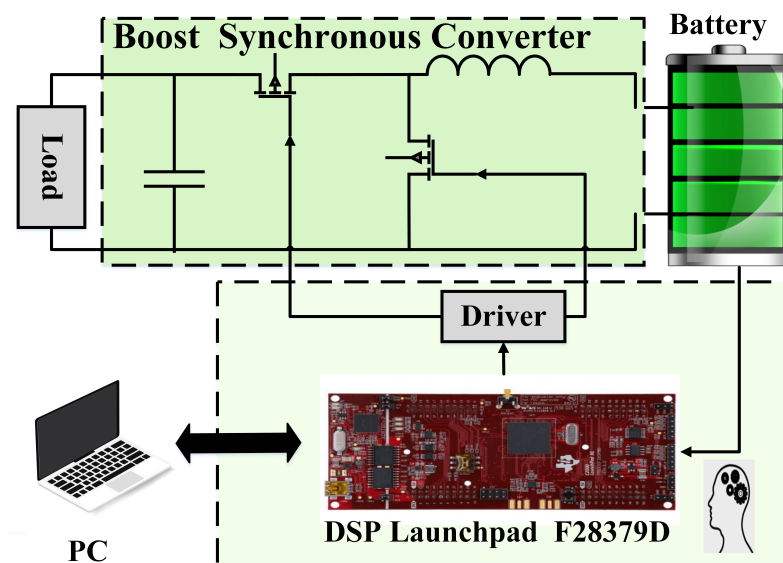 Battery
Boost Synchronous Converter
Load
Driver
DSP Launchpad F28379D
PC